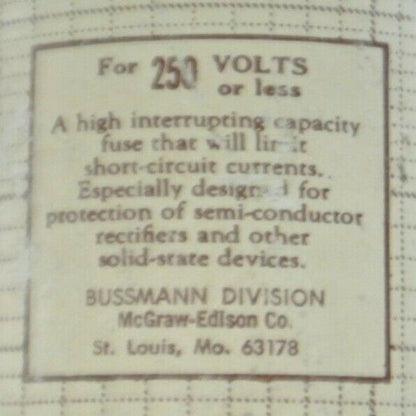 For 250 VOLTS
or less
A high interrupting capacity
fuse that will limit
short-circuit currents.
Especially designed for
protection of semi-conductor
rectifiers and other
solid-state devices.
BUSSMANN DIVISION
McGraw-Edison Co.
St. Louis, Mo. 63178